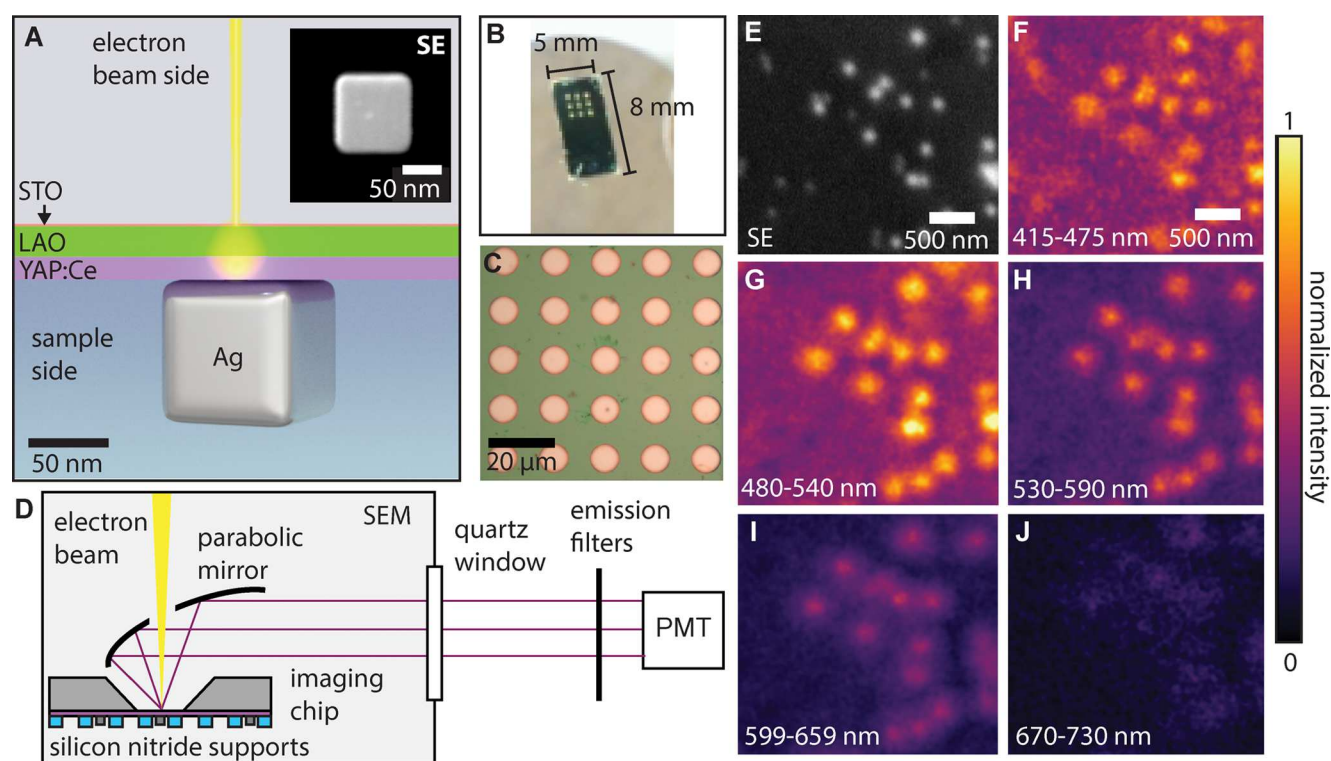 A
electron
beam side
SE
50 nm
STO
LAO
YAP:Ce
sample
side
Ag
50 nm
B
5 mm
8 mm
C
20 µm
D
electron
beam
SEM
parabolic
mirror
quartz
window
emission
filters
PMT
imaging
chip
silicon nitride supports
E
SE
500 nm
F
415-475 nm
500 nm
G
480-540 nm
H
530-590 nm
I
599-659 nm
J
670-730 nm
1
normalized intensity
0